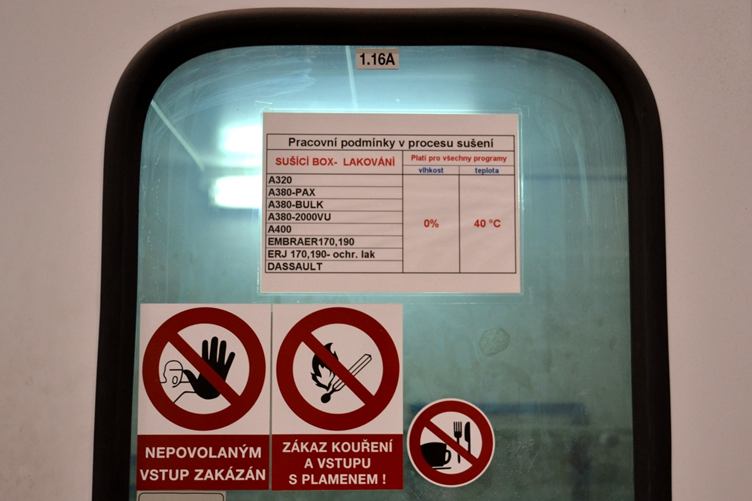 1.16A
Pracovní podmínky v procesu sušení
SUŠÍCÍ BOX- LAKOVÁNÍ
Platí pro všechny programy
vlhkost
teplota
A320
A380-PAX
A380-BULK
A380-2000VU
A400
EMBRAER170,190
ERJ 170,190- ochr. lak
DASSAULT
0%
40 °C
NEPOVOLANÝM
VSTUP ZAKÁZÁN
ZÁKAZ KOUŘENÍ
A VSTUPU
S PLAMENEM !